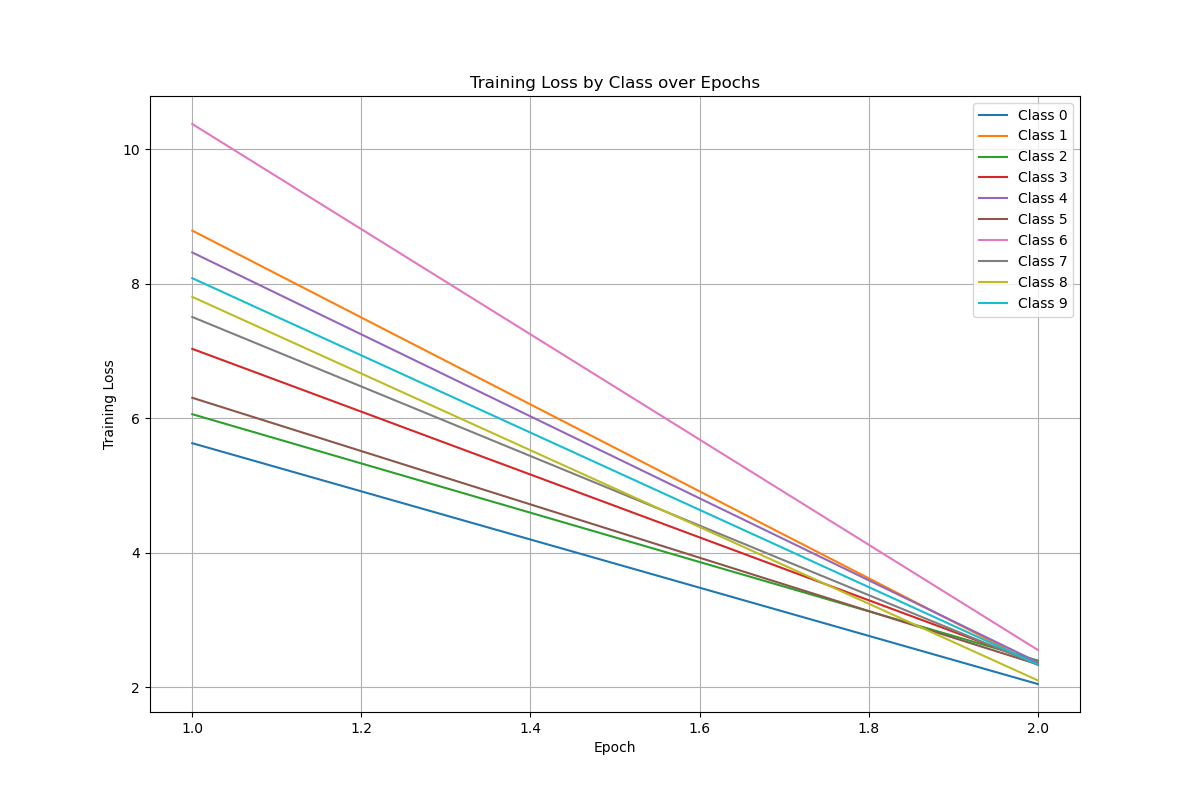 Training Loss by Class over Epochs
Class 0
Class 1
Class 2
Class 3
Class 4
Class 5
Class 6
Class 7
Class 8
Class 9
Training Loss
10
8
6
4
2
1.0 1.2 1.4 1.6 1.8 2.0
Epoch